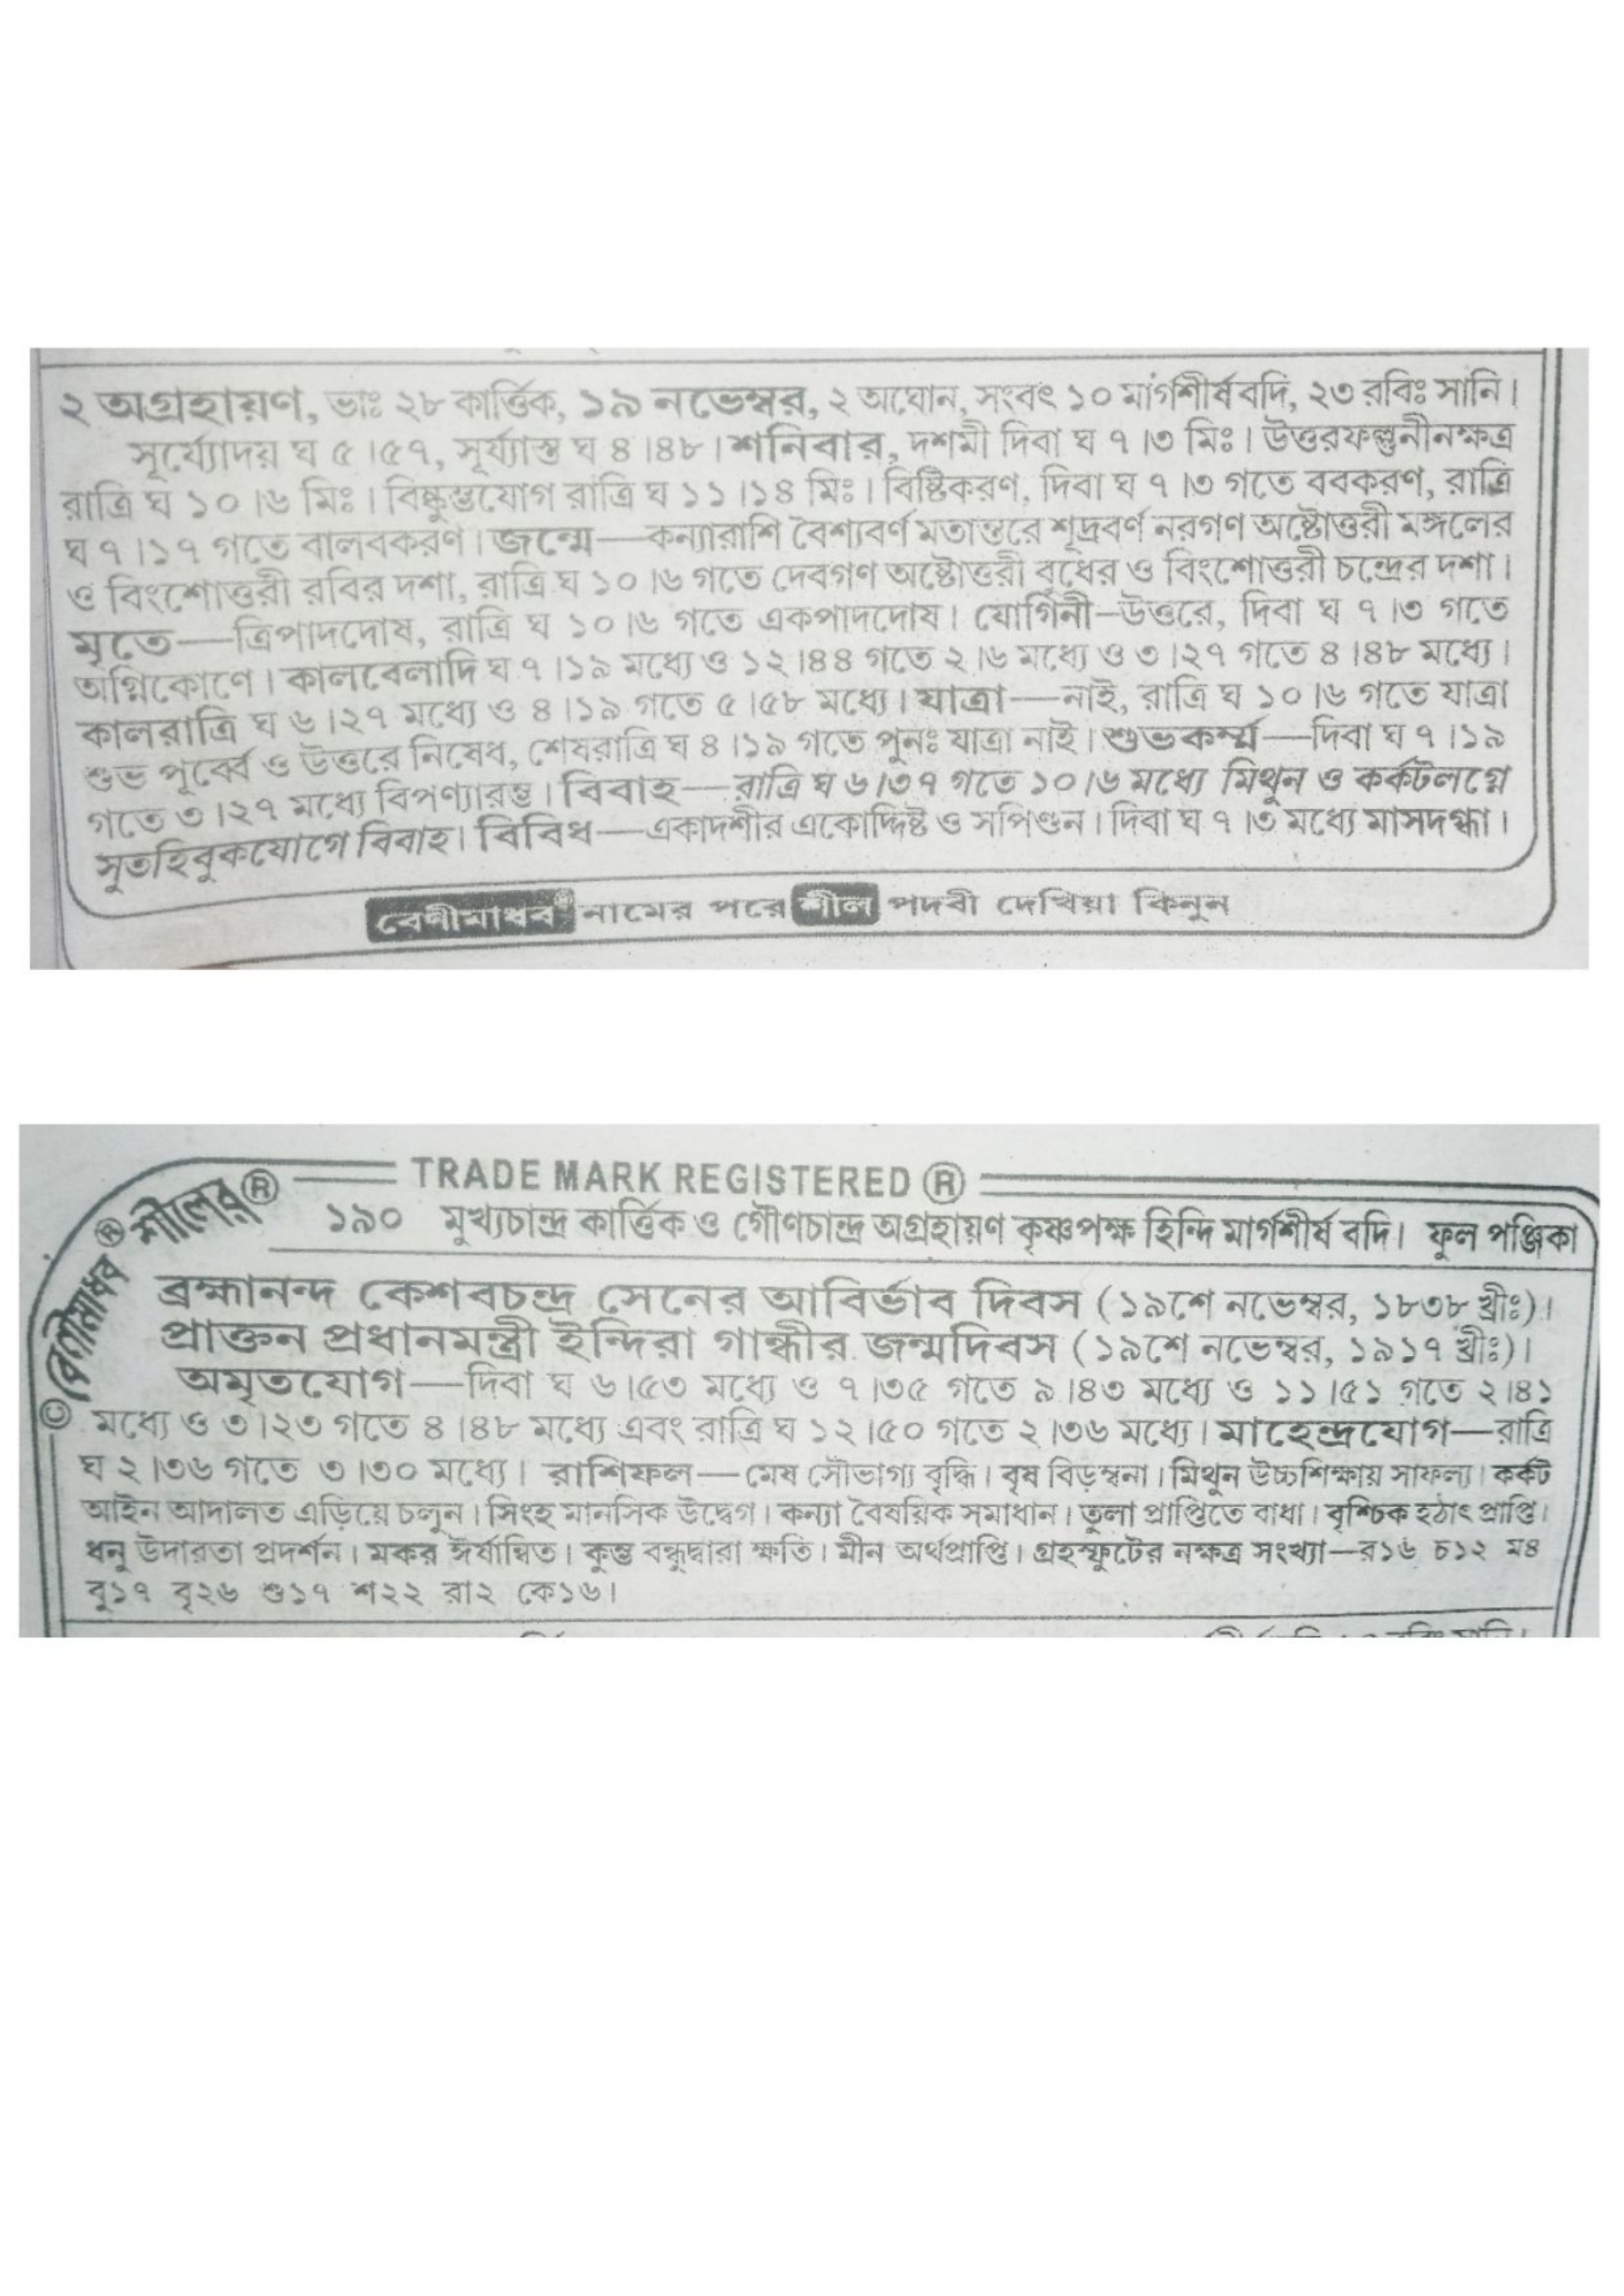 ২ অগ্রহায়ণ, ভাঃ ২৮ কার্ত্তিক, ১৯ নভেম্বর, ২ অঘোন, সংবৎ ১০ মার্গশীর্ষ বদি, ২৩ রবিঃ সানি।
সূর্য্যোদয় ঘ ৫।৫৭, সূর্য্যাস্ত ঘ ৪।৪৮। শনিবার, দশমী দিবা ঘ ৭।৩ মিঃ। উত্তরফল্গুনীনক্ষত্র
রাত্রি ঘ ১০।৬ মিঃ। বিষ্কুম্ভযোগ রাত্রি ঘ ১১।১৪ মিঃ। বিষ্টিকরণ, দিবা ঘ ৭।৩ গতে ববকরণ, রাত্রি
ঘ ৭।১৭ গতে বালবকরণ। জন্মে—কন্যারাশি বৈশ্যবর্ণ মতান্তরে শূদ্রবর্ণ নরগণ অষ্টোত্তরী মঙ্গলের
ও বিংশোত্তরী রবির দশা, রাত্রি ঘ ১০।৬ গতে দেবগণ অষ্টোত্তরী বুধের ও বিংশোত্তরী চন্দ্রের দশা।
মৃতে—ত্রিপাদদোষ, রাত্রি ঘ ১০।৬ গতে একপাদদোষ। যোগিনী—উত্তরে, দিবা ঘ ৭।৩ গতে
অগ্নিকোণে। কালবেলাদি ঘ ৭।১৯ মধ্যে ও ১২।৪৪ গতে ২।৬ মধ্যে ও ৩।২৭ গতে ৪।৪৮ মধ্যে।
কালরাত্রি ঘ ৬।২৭ মধ্যে ও ৪।১৯ গতে ৫।৫৮ মধ্যে। যাত্রা—নাই, রাত্রি ঘ ১০।৬ গতে যাত্রা
শুভ পূর্ব্বে ও উত্তরে নিষেধ, শেষরাত্রি ঘ ৪।১৯ গতে পুনঃ যাত্রা নাই। শুভকর্ম্ম—দিবা ঘ ৭।১৯
গতে ৩।২৭ মধ্যে বিপণ্যারম্ভ। বিবাহ—রাত্রি ঘ ৬।৩৭ গতে ১০।৬ মধ্যে মিথুন ও কর্কটলগ্নে
সুতহিবুকযোগে বিবাহ। বিবিধ—একাদশীর একোদ্দিষ্ট ও সপিণ্ডন। দিবা ঘ ৭।৩ মধ্যে মাসদগ্ধা।
বেণীমাধব® নামের পরে শীল পদবী দেখিয়া কিনুন
TRADE MARK REGISTERED ®
© বেণীমাধব ® শীলের ®
১৯০ মুখ্যচান্দ্র কার্ত্তিক ও গৌণচান্দ্র অগ্রহায়ণ কৃষ্ণপক্ষ হিন্দি মার্গশীর্ষ বদি। ফুল পঞ্জিকা
ব্রহ্মানন্দ কেশবচন্দ্র সেনের আবির্ভাব দিবস (১৯শে নভেম্বর, ১৮৩৮ খ্রীঃ)।
প্রাক্তন প্রধানমন্ত্রী ইন্দিরা গান্ধীর জন্মদিবস (১৯শে নভেম্বর, ১৯১৭ খ্রীঃ)।
অমৃতযোগ—দিবা ঘ ৬।৫৩ মধ্যে ও ৭।৩৫ গতে ৯।৪৩ মধ্যে ও ১১।৫১ গতে ২।৪১
মধ্যে ও ৩।২৩ গতে ৪।৪৮ মধ্যে এবং রাত্রি ঘ ১২।৫০ গতে ২।৩৬ মধ্যে। মাহেন্দ্রযোগ—রাত্রি
ঘ ২।৩৬ গতে ৩।৩০ মধ্যে। রাশিফল—মেষ সৌভাগ্য বৃদ্ধি। বৃষ বিড়ম্বনা। মিথুন উচ্চশিক্ষায় সাফল্য। কর্কট
আইন আদালত এড়িয়ে চলুন। সিংহ মানসিক উদ্বেগ। কন্যা বৈষয়িক সমাধান। তুলা প্রাপ্তিতে বাধা। বৃশ্চিক হঠাৎ প্রাপ্তি।
ধনু উদারতা প্রদর্শন। মকর ঈর্ষান্বিত। কুম্ভ বন্ধুদ্বারা ক্ষতি। মীন অর্থপ্রাপ্তি। গ্রহস্ফুটের নক্ষত্র সংখ্যা—র১৬ চ১২ ম৪
বু১৭ বৃ২৬ শু১৭ শ২২ রা২ কে১৬।